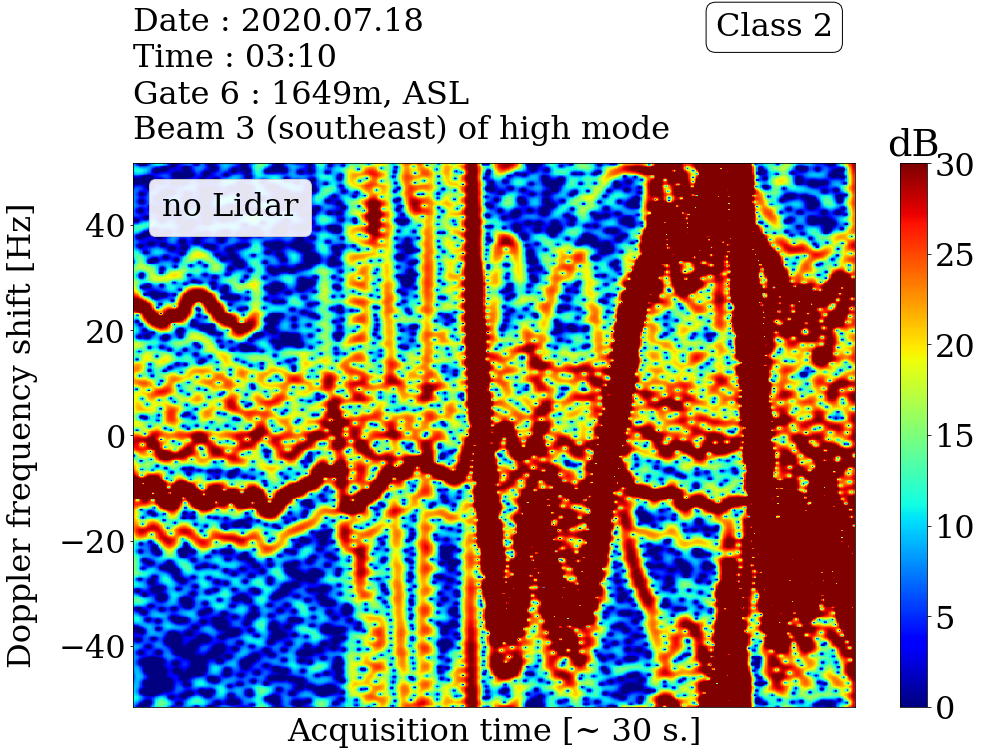 Date : 2020.07.18
Time : 03:10
Gate 6 : 1649m, ASL
Beam 3 (southeast) of high mode
Class 2
dB
no Lidar
Doppler frequency shift [Hz]
40
20
0
−20
−40
30
25
20
15
10
5
0
Acquisition time [~ 30 s.]